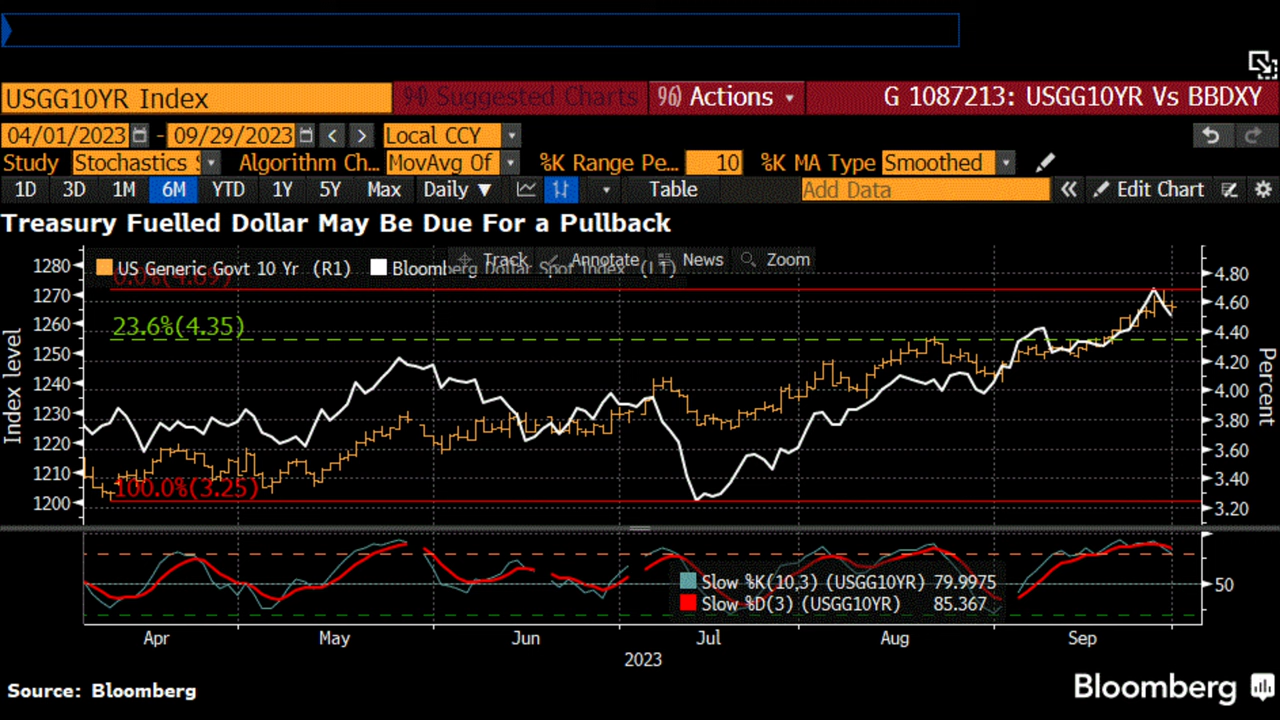 USGG10YR Index 94) Suggested Charts 96) Actions G 1087213: USGG10YR Vs BBDXY
04/01/2023 - 09/29/2023 Local CCY
Study Stochastics Algorithm Ch... MovAvg Of %K Range Pe... 10 %K MA Type Smoothed
1D 3D 1M 6M YTD 1Y 5Y Max Daily ▼ Table Add Data « Edit Chart
Treasury Fuelled Dollar May Be Due For a Pullback
Track Annotate News Zoom
US Generic Govt 10 Yr (R1) Bloomberg Dollar Spot Index (L1)
0.0%(4.69)
23.6%(4.35)
100.0%(3.25)
Index level
1280
1270
1260
1250
1240
1230
1220
1210
1200
4.80
4.60
4.40
4.20
4.00
3.80
3.60
3.40
3.20
Percent
Slow %K(10,3) (USGG10YR) 79.9975
Slow %D(3) (USGG10YR) 85.367
50
Apr May Jun Jul Aug Sep
2023
Source: Bloomberg
Bloomberg